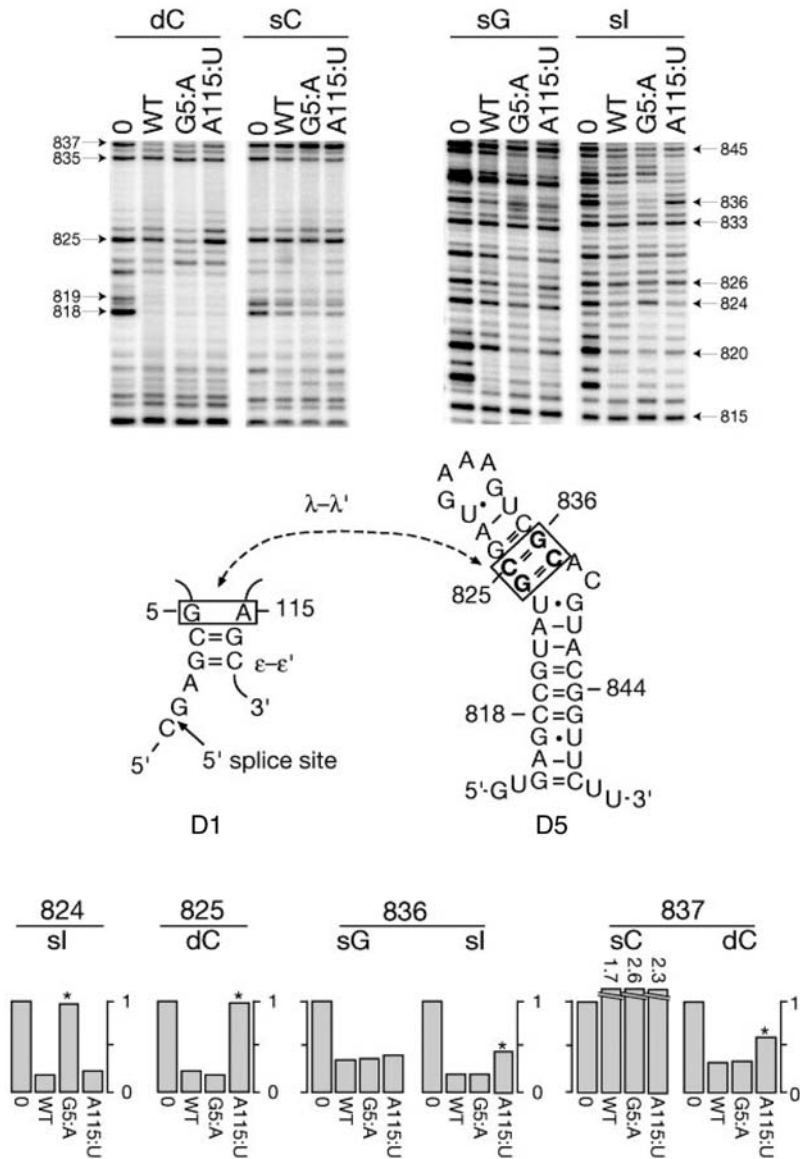 dC sC sG sI
0 WT G5:A A115:U 0 WT G5:A A115:U 0 WT G5:A A115:U 0 WT G5:A A115:U
837
835
825
819
818
845
836
833
826
824
820
815
λ–λ'
5 G A 115
C=G
G=C ε–ε'
A
G 3'
C
5' 5' splice site
D1
A A A
A G
G U • U C 836
A G
G C A
825 C G C
U • G
A – U
U – A
G = C
C = G
818 C = G 844
G • U
A – U
5'-G U G = C U U-3'
D5
824 825 836 837
sI dC sG sI sC dC
1.7 2.6 2.3
* * * *
1 1 1 1
0 0 0 0
0 WT G5:A A115:U 0 WT G5:A A115:U 0 WT G5:A A115:U 0 WT G5:A A115:U 0 WT G5:A A115:U 0 WT G5:A A115:U